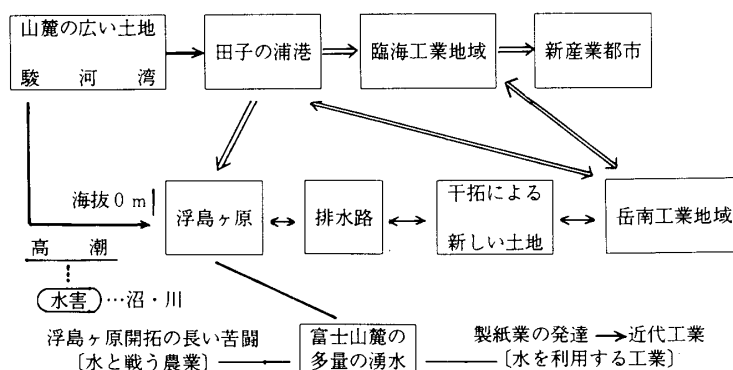 山麓の広い土地
駿河湾
田子の浦港
臨海工業地域
新産業都市
海抜0m
浮島ヶ原
排水路
干拓による
新しい土地
岳南工業地域
高潮
水害…沼・川
浮島ヶ原開拓の長い苦闘
〔水と戦う農業〕
富士山麓の
多量の湧水
製紙業の発達→近代工業
〔水を利用する工業〕